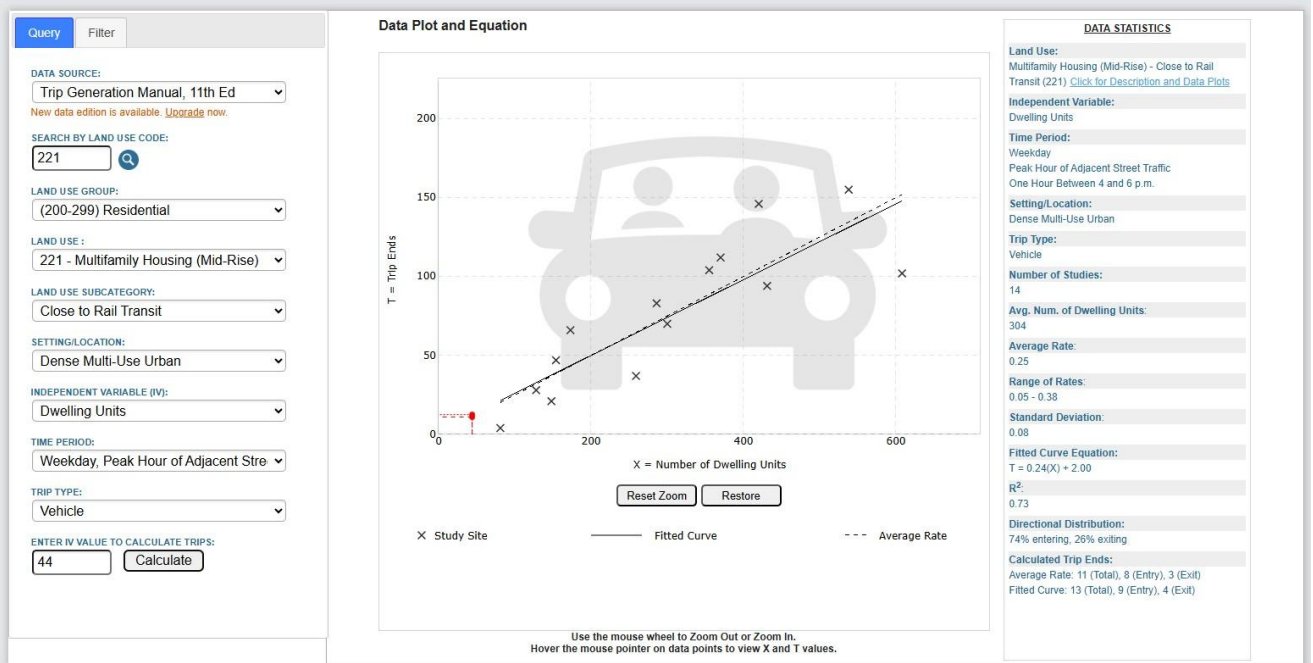 Query
Filter
DATA SOURCE:
Trip Generation Manual, 11th Ed
New data edition is available. Upgrade now.
SEARCH BY LAND USE CODE:
221
LAND USE GROUP:
(200-299) Residential
LAND USE :
221 - Multifamily Housing (Mid-Rise)
LAND USE SUBCATEGORY:
Close to Rail Transit
SETTING/LOCATION:
Dense Multi-Use Urban
INDEPENDENT VARIABLE (IV):
Dwelling Units
TIME PERIOD:
Weekday, Peak Hour of Adjacent Stre
TRIP TYPE:
Vehicle
ENTER IV VALUE TO CALCULATE TRIPS:
44
Calculate
Data Plot and Equation
T = Trip Ends
200
150
100
50
0
0
200
400
600
X = Number of Dwelling Units
Reset Zoom
Restore
Study Site
Fitted Curve
Average Rate
Use the mouse wheel to Zoom Out or Zoom In.
Hover the mouse pointer on data points to view X and T values.
DATA STATISTICS
Land Use:
Multifamily Housing (Mid-Rise) - Close to Rail
Transit (221) Click for Description and Data Plots
Independent Variable:
Dwelling Units
Time Period:
Weekday
Peak Hour of Adjacent Street Traffic
One Hour Between 4 and 6 p.m.
Setting/Location:
Dense Multi-Use Urban
Trip Type:
Vehicle
Number of Studies:
14
Avg. Num. of Dwelling Units:
304
Average Rate:
0.25
Range of Rates:
0.05 - 0.38
Standard Deviation:
0.08
Fitted Curve Equation:
T = 0.24(X) + 2.00
R²:
0.73
Directional Distribution:
74% entering, 26% exiting
Calculated Trip Ends:
Average Rate: 11 (Total), 8 (Entry), 3 (Exit)
Fitted Curve: 13 (Total), 9 (Entry), 4 (Exit)